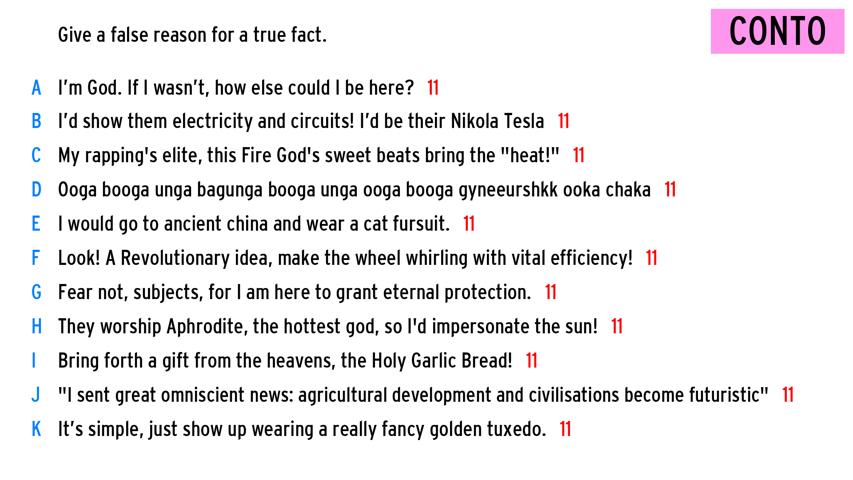 Give a false reason for a true fact.
CONTO
A I'm God. If I wasn't, how else could I be here? 11
B I'd show them electricity and circuits! I'd be their Nikola Tesla 11
C My rapping's elite, this Fire God's sweet beats bring the "heat!" 11
D Ooga booga unga bagunga booga unga ooga booga gyneeurshkk ooka chaka 11
E I would go to ancient china and wear a cat fursuit. 11
F Look! A Revolutionary idea, make the wheel whirling with vital efficiency! 11
G Fear not, subjects, for I am here to grant eternal protection. 11
H They worship Aphrodite, the hottest god, so I'd impersonate the sun! 11
I Bring forth a gift from the heavens, the Holy Garlic Bread! 11
J "I sent great omniscient news: agricultural development and civilisations become futuristic" 11
K It's simple, just show up wearing a really fancy golden tuxedo. 11